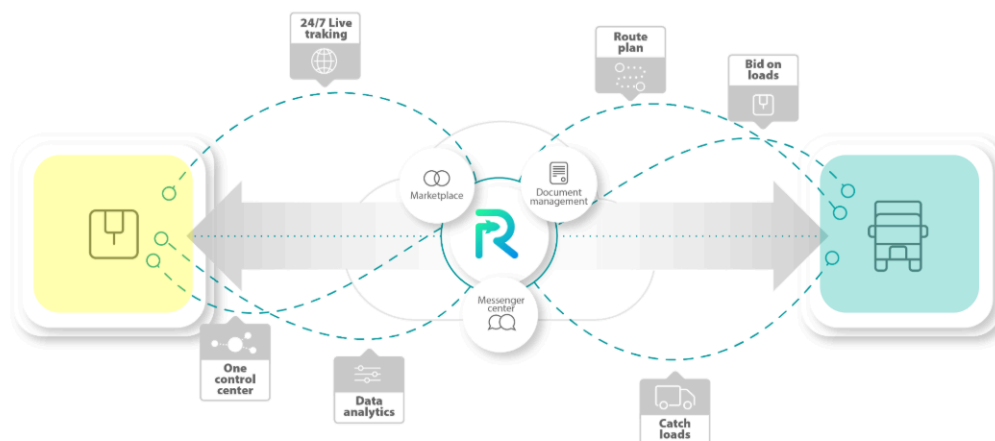 24/7 Live
traking
Route
plan
Bid on
loads
Marketplace
Document
management
Messenger
center
One
control
center
Data
analytics
Catch
loads